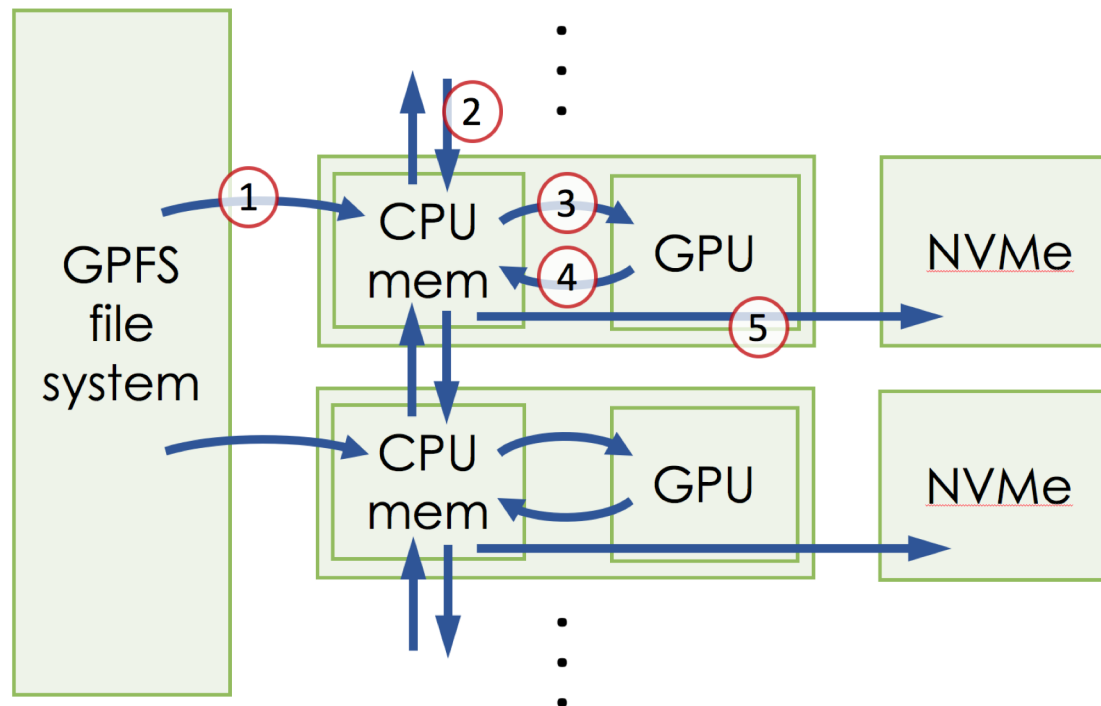 GPFS
file
system
1
2
CPU
mem
3
4
GPU
5
NVMe
CPU
mem
GPU
NVMe